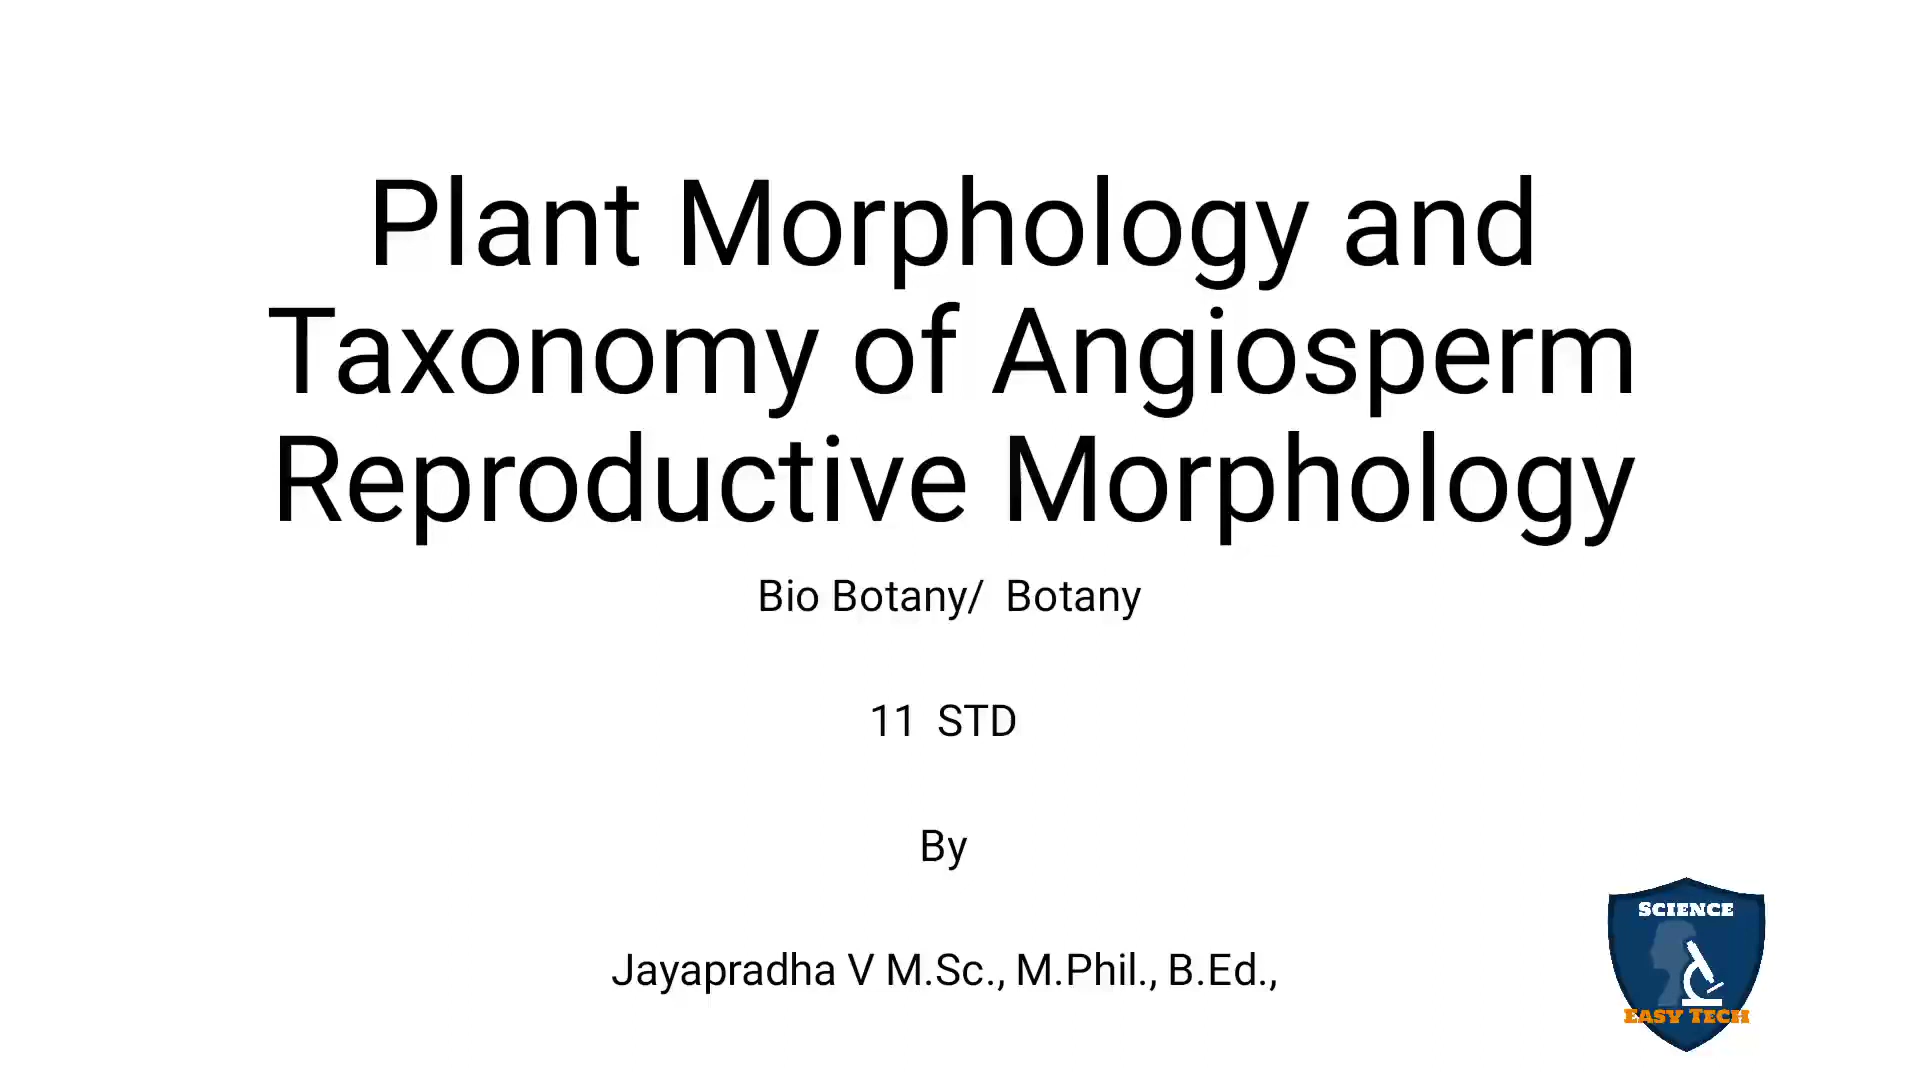 Plant Morphology and
Taxonomy of Angiosperm
Reproductive Morphology
Bio Botany/  Botany
11  STD
By
Jayapradha V M.Sc., M.Phil., B.Ed.,
SCIENCE
EASY TECH